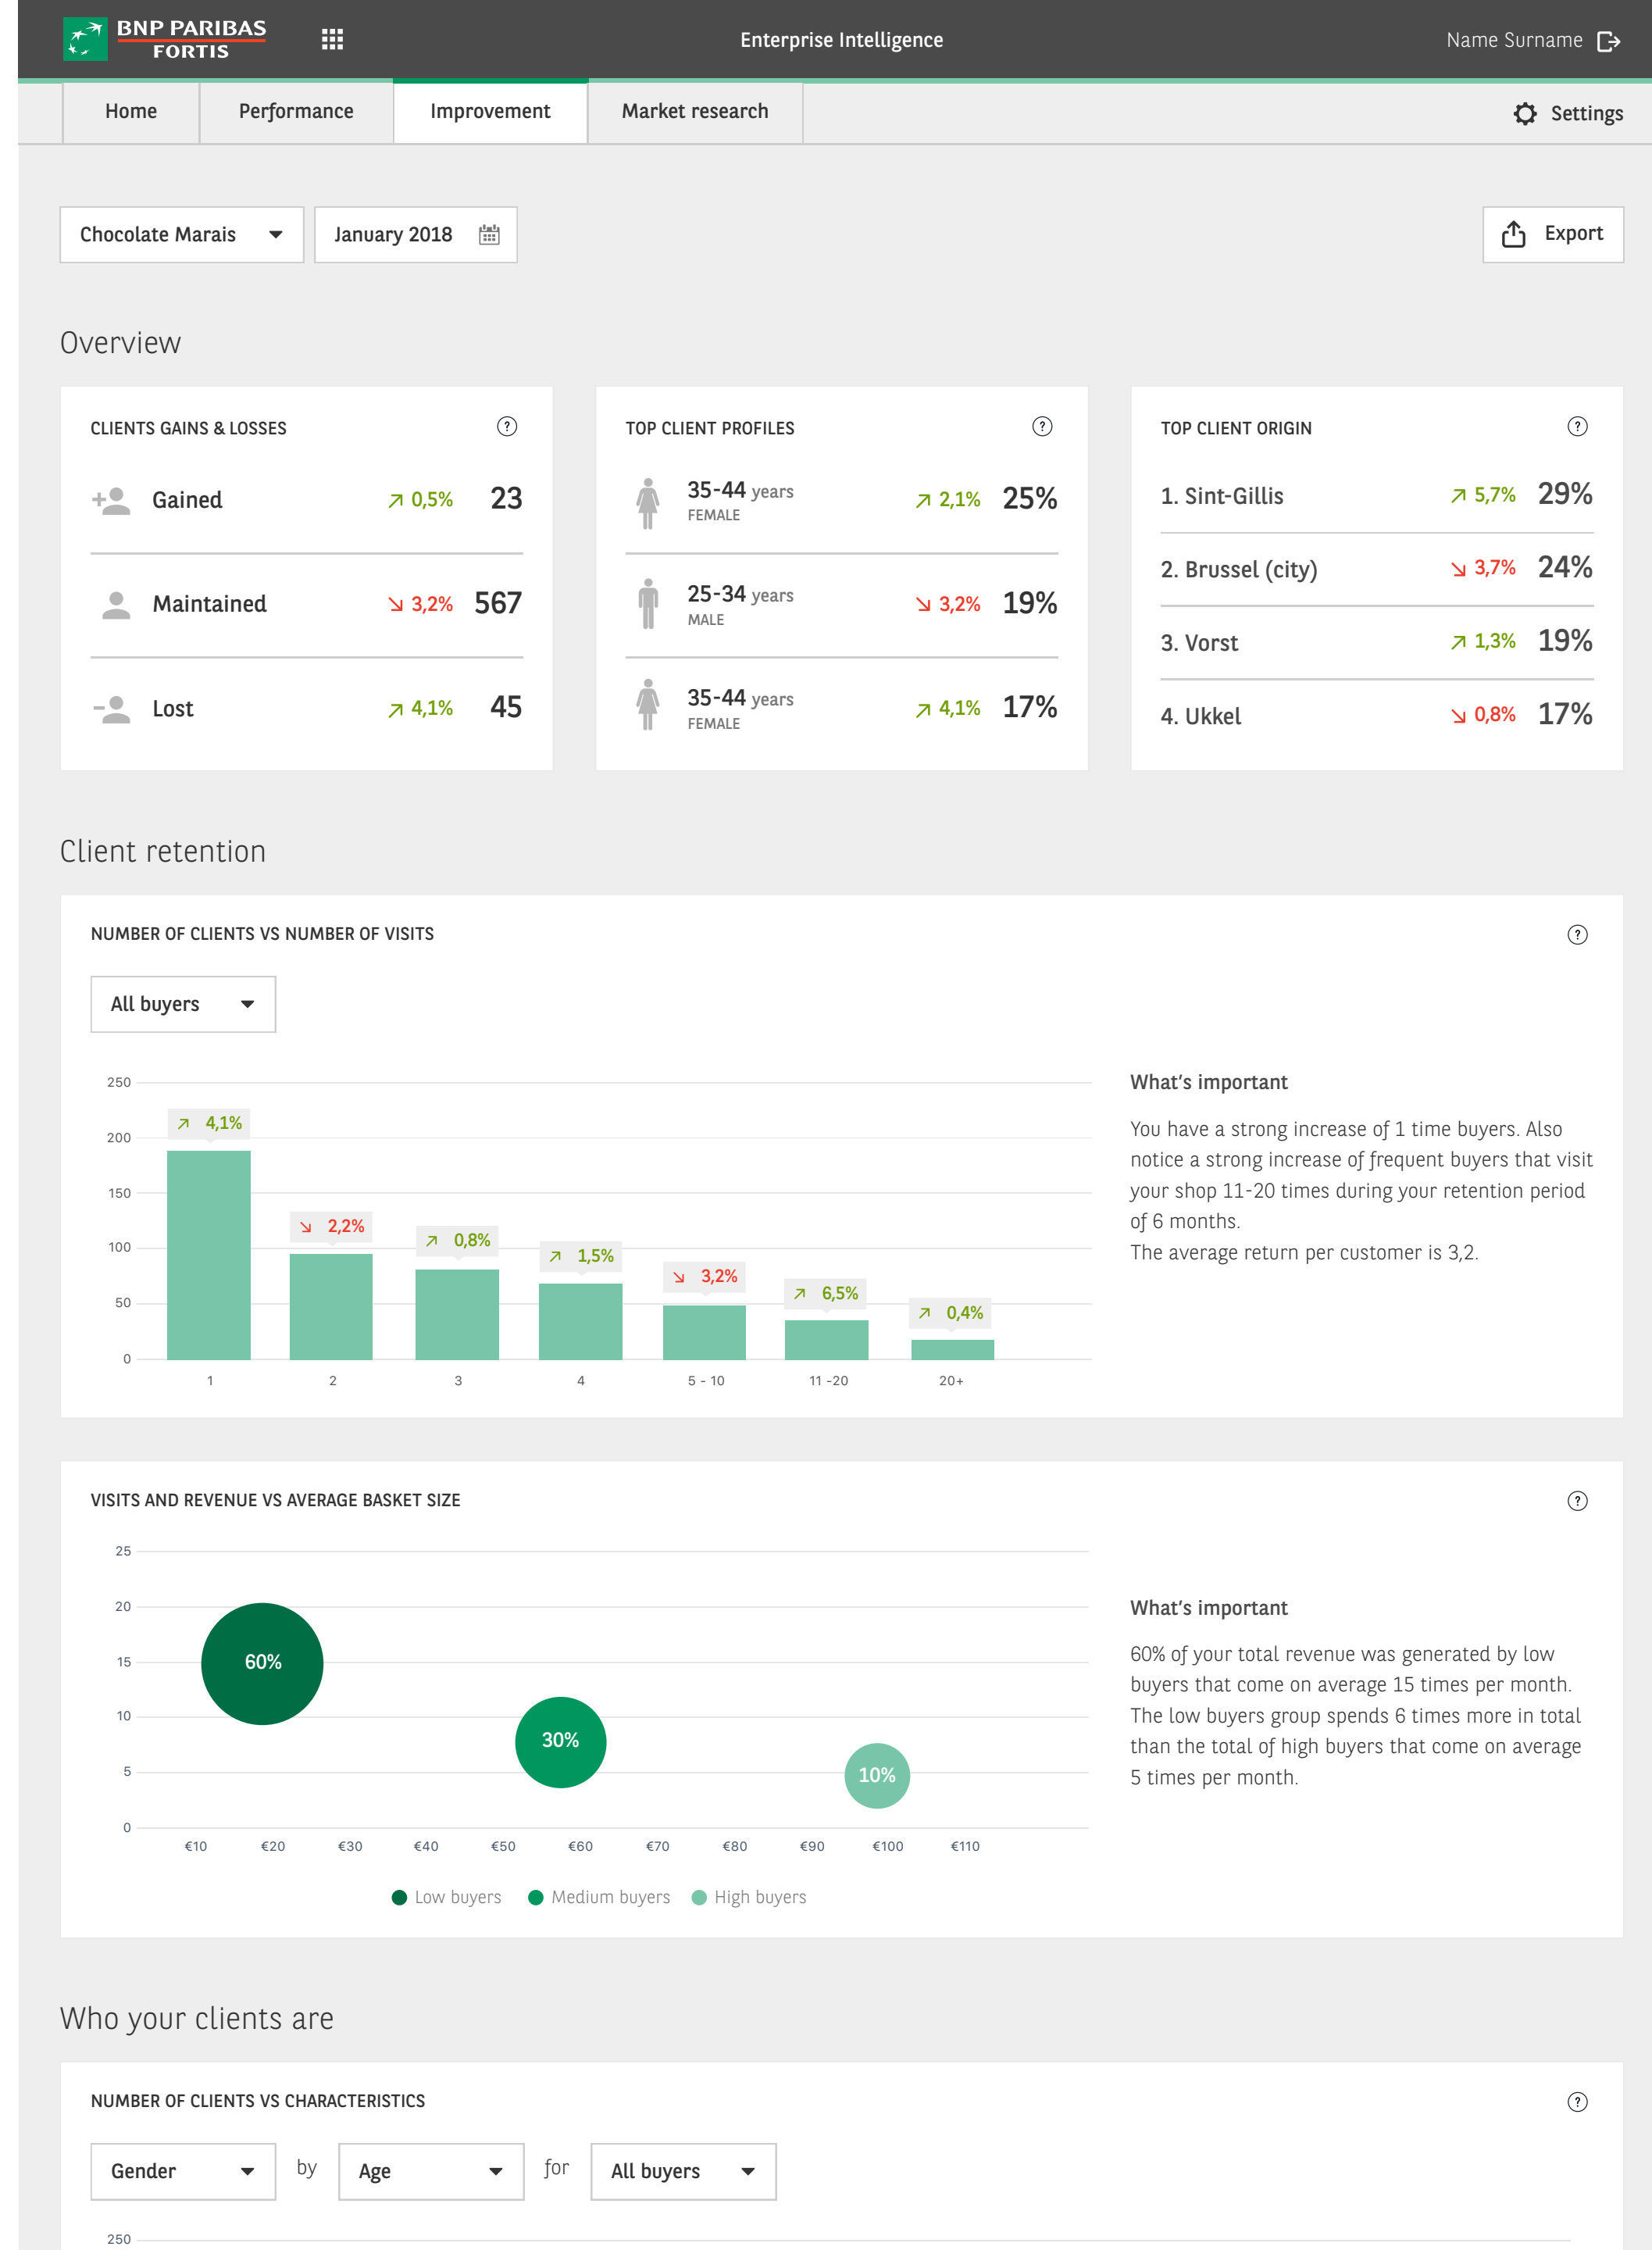 BNP PARIBAS
FORTIS
Enterprise Intelligence
Name Surname
Home
Performance
Improvement
Market research
Settings
Chocolate Marais
January 2018
Export
Overview
CLIENTS GAINS & LOSSES
?
Gained
0,5%
23
Maintained
3,2%
567
Lost
4,1%
45
TOP CLIENT PROFILES
?
35-44 years
FEMALE
2,1%
25%
25-34 years
MALE
3,2%
19%
35-44 years
FEMALE
4,1%
17%
TOP CLIENT ORIGIN
?
1. Sint-Gillis
5,7%
29%
2. Brussel (city)
3,7%
24%
3. Vorst
1,3%
19%
4. Ukkel
0,8%
17%
Client retention
NUMBER OF CLIENTS VS NUMBER OF VISITS
?
All buyers
250
200
150
100
50
0
4,1%
2,2%
0,8%
1,5%
3,2%
6,5%
0,4%
1
2
3
4
5 - 10
11 -20
20+
What's important
You have a strong increase of 1 time buyers. Also
notice a strong increase of frequent buyers that visit
your shop 11-20 times during your retention period
of 6 months.
The average return per customer is 3,2.
VISITS AND REVENUE VS AVERAGE BASKET SIZE
?
25
20
15
10
5
0
60%
30%
10%
€10
€20
€30
€40
€50
€60
€70
€80
€90
€100
€110
Low buyers
Medium buyers
High buyers
What's important
60% of your total revenue was generated by low
buyers that come on average 15 times per month.
The low buyers group spends 6 times more in total
than the total of high buyers that come on average
5 times per month.
Who your clients are
NUMBER OF CLIENTS VS CHARACTERISTICS
?
Gender
by
Age
for
All buyers
250